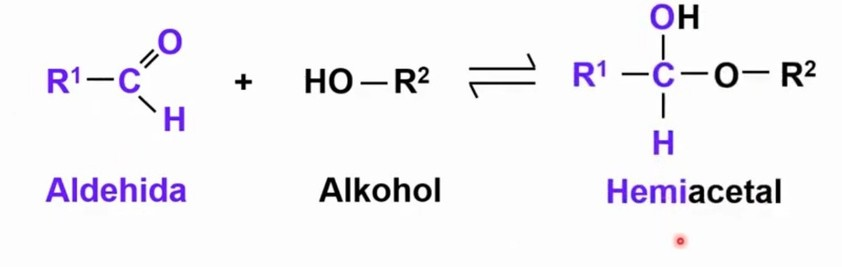 R¹—C=O H + HO—R² ⇌ R¹—C—O—R² OH H
Aldehida Alkohol Hemiacetal